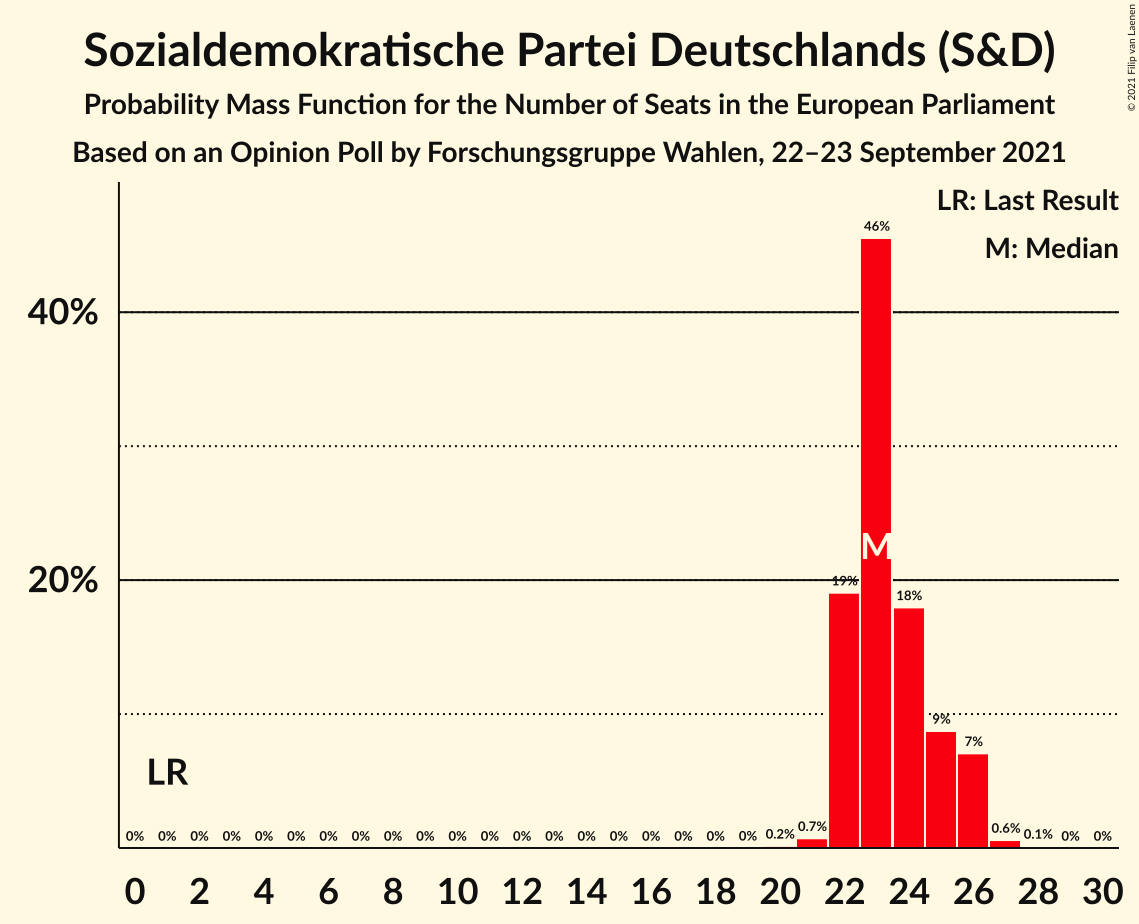 Sozialdemokratische Partei Deutschlands (S&D)
Probability Mass Function for the Number of Seats in the European Parliament
Based on an Opinion Poll by Forschungsgruppe Wahlen, 22–23 September 2021
© 2021 Filip van Laenen
LR: Last Result
M: Median
46%
40%
M
20%
19%
18%
9%
7%
LR
0% 0% 0% 0% 0% 0% 0% 0% 0% 0% 0% 0% 0% 0% 0% 0% 0% 0% 0% 0% 0.2% 0.7% 0.6% 0.1% 0% 0%
0 2 4 6 8 10 12 14 16 18 20 22 24 26 28 30